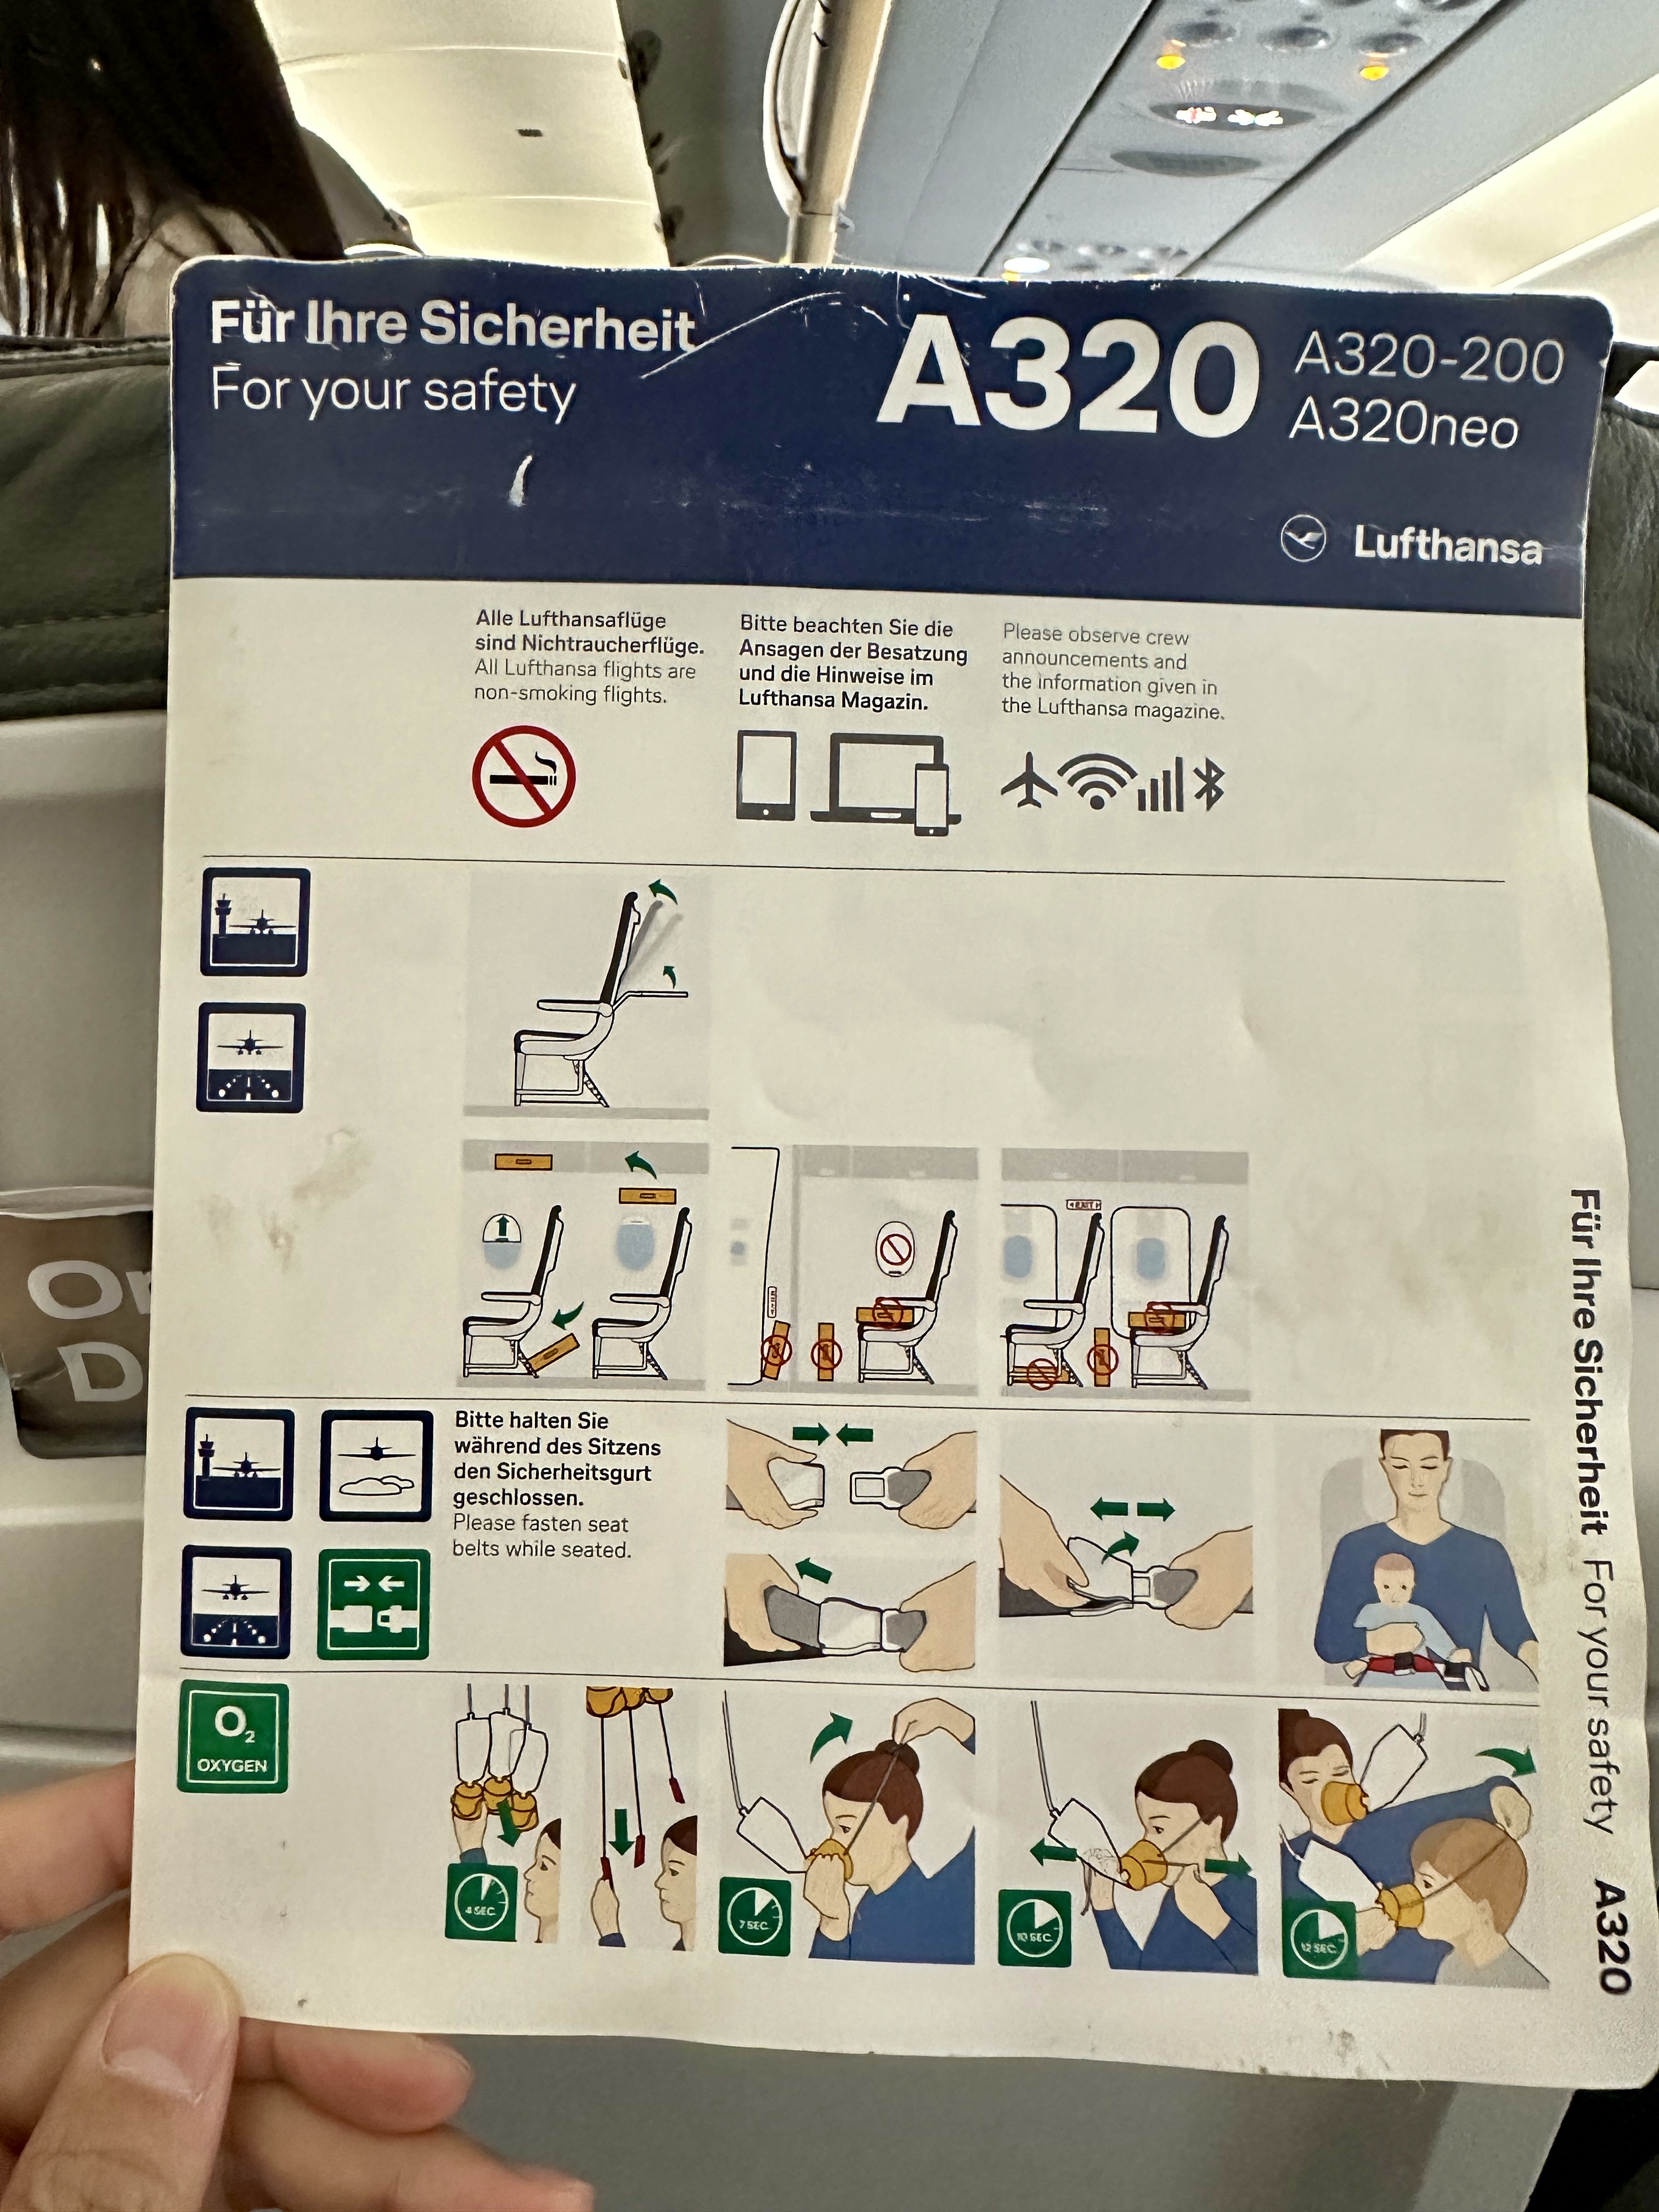 Für Ihre Sicherheit
For your safety
A320
A320-200
A320neo
Lufthansa
Alle Lufthansaflüge
sind Nichtraucherflüge.
All Lufthansa flights are
non-smoking flights.
Bitte beachten Sie die
Ansagen der Besatzung
und die Hinweise im
Lufthansa Magazin.
Please observe crew
announcements and
the information given in
the Lufthansa magazine.
EXIT
EXIT
Bitte halten Sie
während des Sitzens
den Sicherheitsgurt
geschlossen.
Please fasten seat
belts while seated.
O₂
OXYGEN
4 SEC.
7 SEC.
10 SEC.
12 SEC.
Für Ihre Sicherheit For your safety A320
D